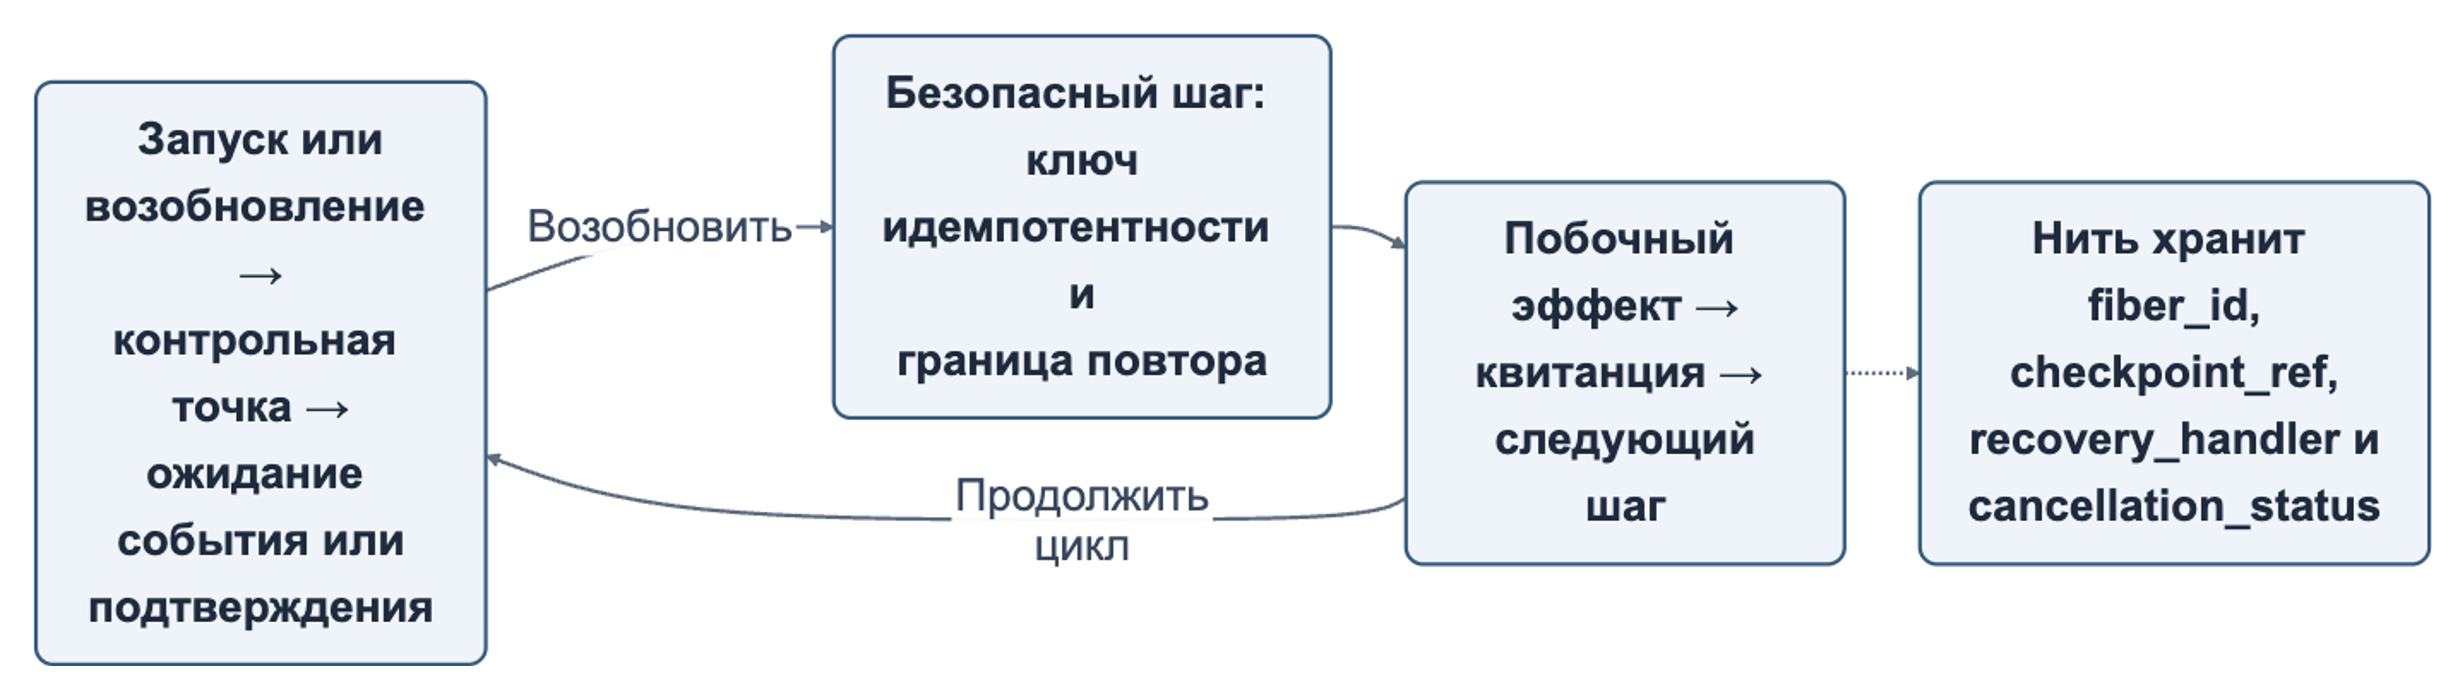 Запуск или
возобновление
→
контрольная
точка →
ожидание
события или
подтверждения
Возобновить
Безопасный шаг:
ключ
идемпотентности
и
граница повтора
Продолжить
цикл
Побочный
эффект →
квитанция →
следующий
шаг
Нить хранит
fiber_id,
checkpoint_ref,
recovery_handler и
cancellation_status